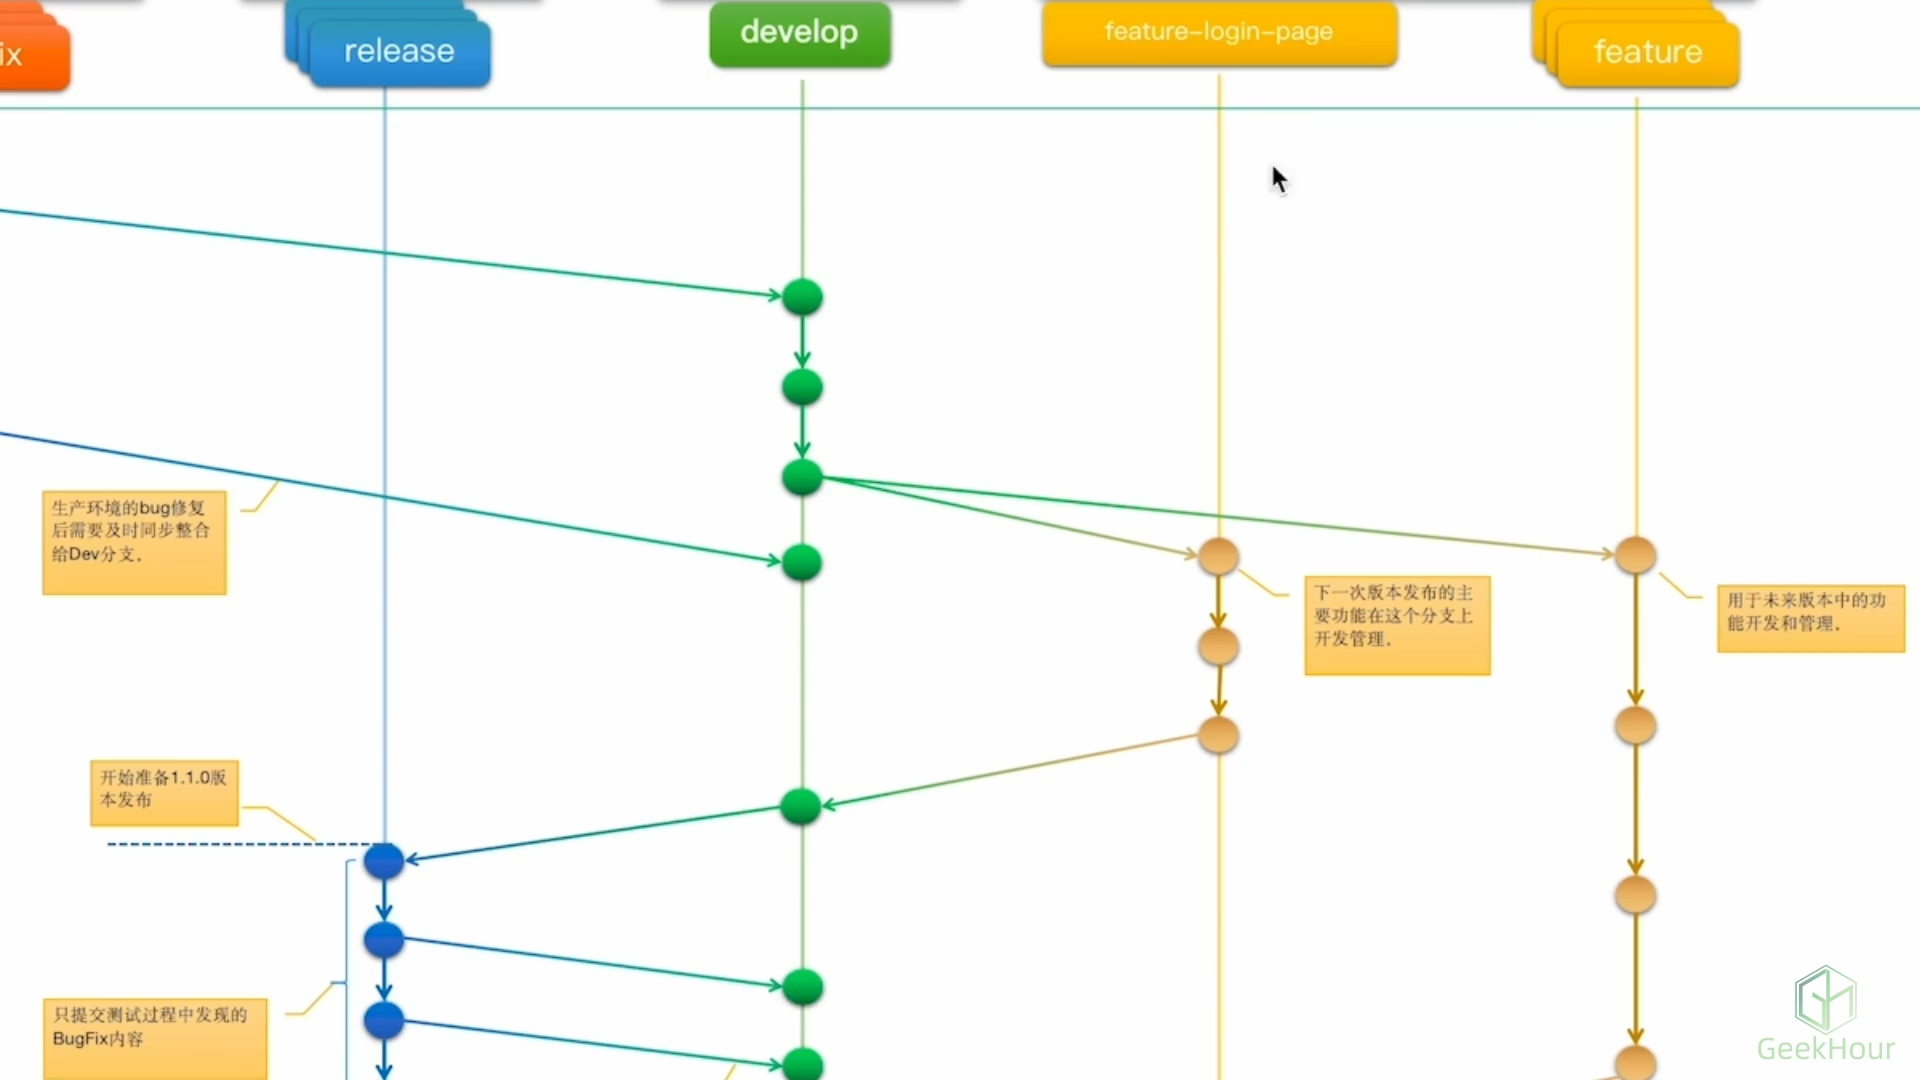 ix
release
develop
feature-login-page
feature
生产环境的bug修复
后需要及时同步整合
给Dev分支.
下一次版本发布的主
要功能在这个分支上
开发管理.
用于未来版本中的功
能开发和管理.
开始准备1.1.0版
本发布
只提交测试过程中发现的
BugFix内容
GeekHour